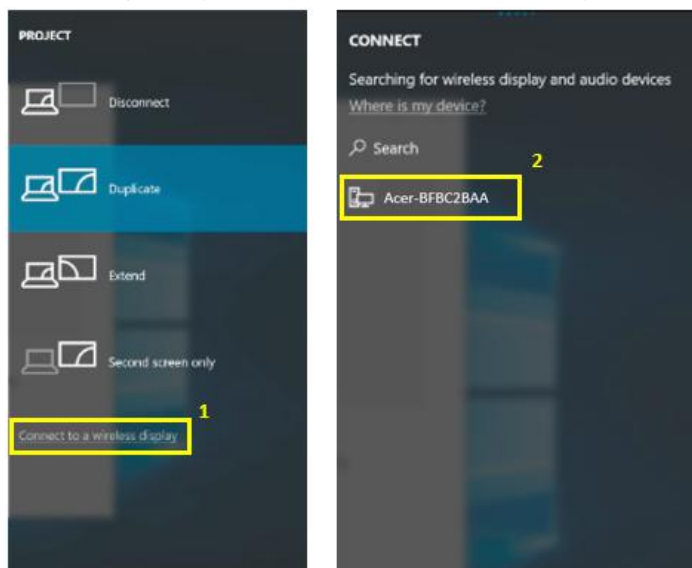 PROJECT
Disconnect
Duplicate
Extend
Second screen only
1
Connect to a wireless display
CONNECT
Searching for wireless display and audio devices
Where is my device?
Search
2
Acer-BFBC2BAA